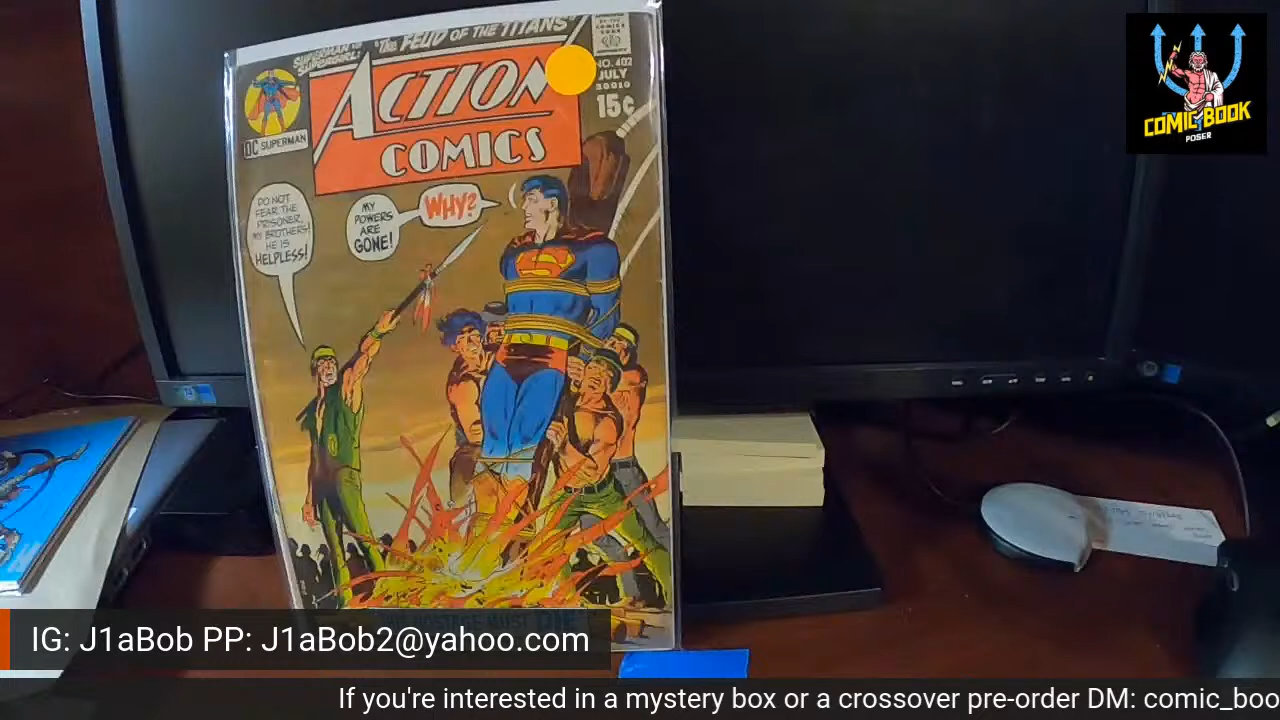 SUPERMAN vs SUPERGIRL: "The FEUD OF THE TITANS"
ACTION
COMICS
NO. 402
JULY
30010
15¢
DC SUPERMAN
DO NOT
FEAR THE
PRISONER,
MY BROTHERS!
HE IS
HELPLESS!
MY
POWERS
ARE
GONE!
WHY?
COMIC BOOK
POSER
IG: J1aBob PP: J1aBob2@yahoo.com
If you're interested in a mystery box or a crossover pre-order DM: comic_boo